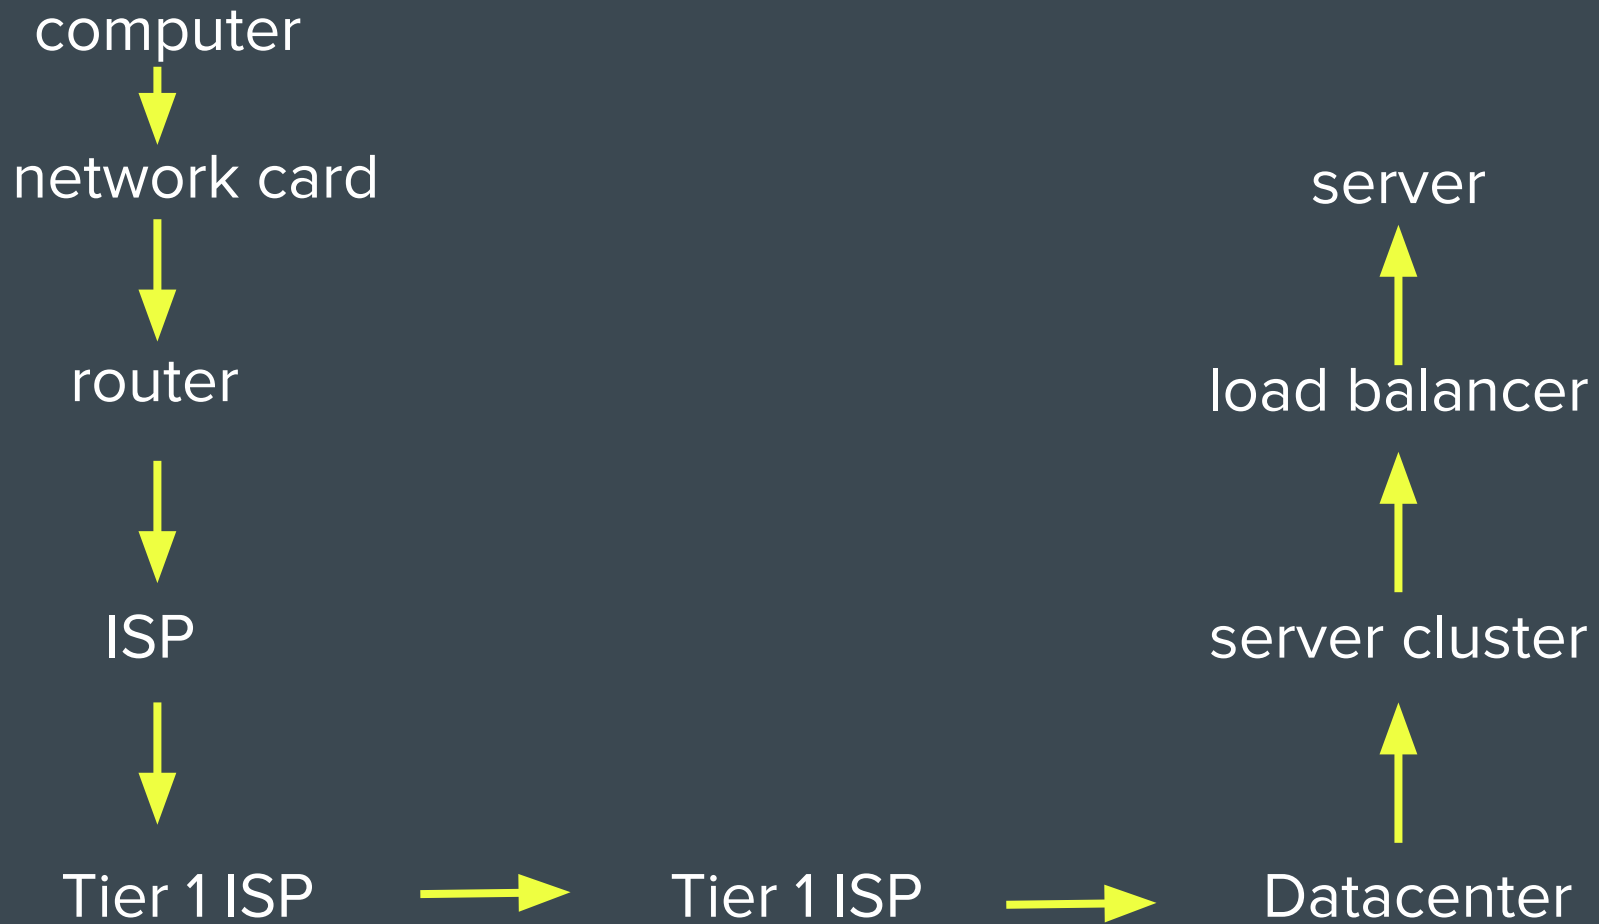 computer
network card
router
ISP
Tier 1 ISP
Tier 1 ISP
Datacenter
server cluster
load balancer
server